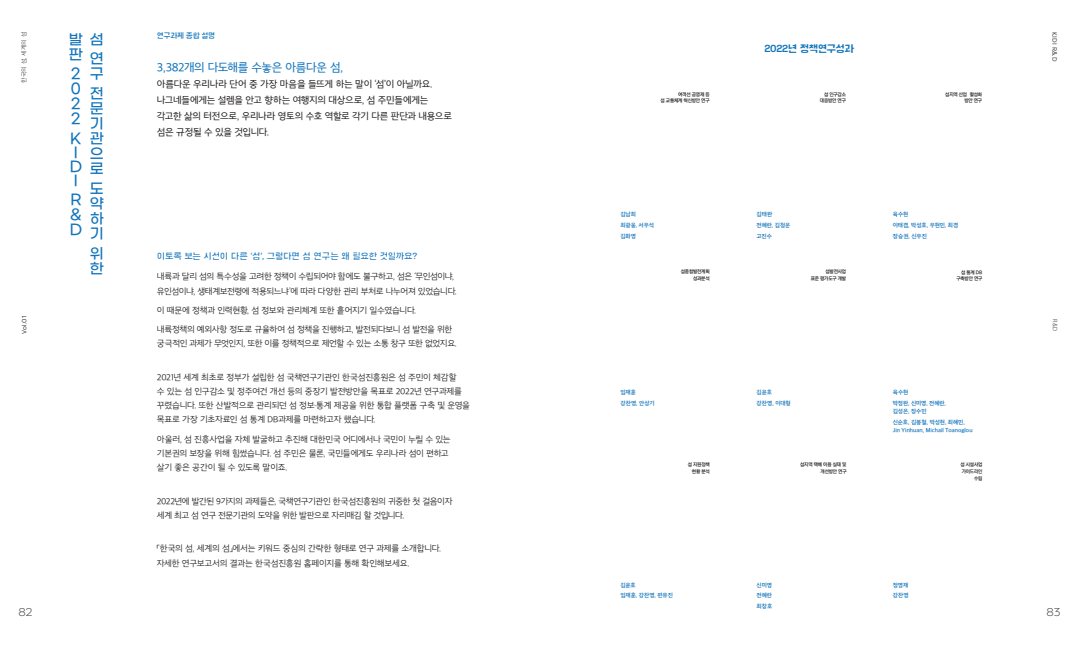 한국의 섬 세계의 섬
섬 연구 전문기관으로 도약하기 위한
발판 2022 KIDI R&D
Vol.01
82
연구과제 종합 설명
3,382개의 다도해를 수놓은 아름다운 섬,
아름다운 우리나라 단어 중 가장 마음을 들뜨게 하는 말이 '섬'이 아닐까요.
나그네들에게는 설렘을 안고 향하는 여행지의 대상으로, 섬 주민들에게는
각고한 삶의 터전으로, 우리나라 영토의 수호 역할로 각기 다른 판단과 내용으로
섬은 규정될 수 있을 것입니다.
이토록 보는 시선이 다른 '섬', 그렇다면 섬 연구는 왜 필요한 것일까요?
내륙과 달리 섬의 특수성을 고려한 정책이 수립되어야 함에도 불구하고, 섬은 '무인섬이냐,
유인섬이냐, 생태계보전령에 적용되느냐'에 따라 다양한 관리 부처로 나누어져 있었습니다.
이 때문에 정책과 인력현황, 섬 정보와 관리체계 또한 흩어지기 일수였습니다.
내륙정책의 예외사항 정도로 규율하여 섬 정책을 진행하고, 발전되다보니 섬 발전을 위한
궁극적인 과제가 무엇인지, 또한 이를 정책적으로 제언할 수 있는 소통 창구 또한 없었지요.
2021년 세계 최초로 정부가 설립한 섬 국책연구기관인 한국섬진흥원은 섬 주민이 체감할
수 있는 섬 인구감소 및 정주여건 개선 등의 중장기 발전방안을 목표로 2022년 연구과제를
꾸렸습니다. 또한 산발적으로 관리되던 섬 정보·통계 제공을 위한 통합 플랫폼 구축 및 운영을
목표로 가장 기초자료인 섬 통계 DB과제를 마련하고자 했습니다.
아울러, 섬 진흥사업을 자체 발굴하고 추진해 대한민국 어디에서나 국민이 누릴 수 있는
기본권의 보장을 위해 힘썼습니다. 섬 주민은 물론, 국민들에게도 우리나라 섬이 편하고
살기 좋은 공간이 될 수 있도록 말이죠.
2022년에 발간된 9가지의 과제들은, 국책연구기관인 한국섬진흥원의 귀중한 첫 걸음이자
세계 최고 섬 연구 전문기관의 도약을 위한 발판으로 자리매김 할 것입니다.
『한국의 섬, 세계의 섬』에서는 키워드 중심의 간략한 형태로 연구 과제를 소개합니다.
자세한 연구보고서의 결과는 한국섬진흥원 홈페이지를 통해 확인해보세요.
2022년 정책연구성과
여객선 공영제 등
섬 교통체계 혁신방안 연구
섬 인구감소
대응방안 연구
섬지역 산업 활성화
방안 연구
김남희
최광웅, 서우석
김화영
김태완
전혜란, 김정운
고진수
옥수현
이태겸, 박성호, 우현민, 최경
장승권, 신우진
섬종합발전계획
성과분석
섬발전사업
표준 평가도구 개발
섬 통계 DB
구축방안 연구
임재훈
강찬영, 안상기
김윤호
강찬영, 이대형
옥수현
박정완, 신미영, 전혜란,
김성은, 정수민
신순호, 김봉철, 박성현, 최혜민,
Jin Yinhuan, Michail Toanoglou
섬 지원정책
현황 분석
섬지역 택배 이용 실태 및
개선방안 연구
섬 시설사업
가이드라인
수립
김윤호
임재훈, 강찬영, 편유진
신미영
전혜란
최창호
정명재
강찬영
KIDI R&D
R&D
83